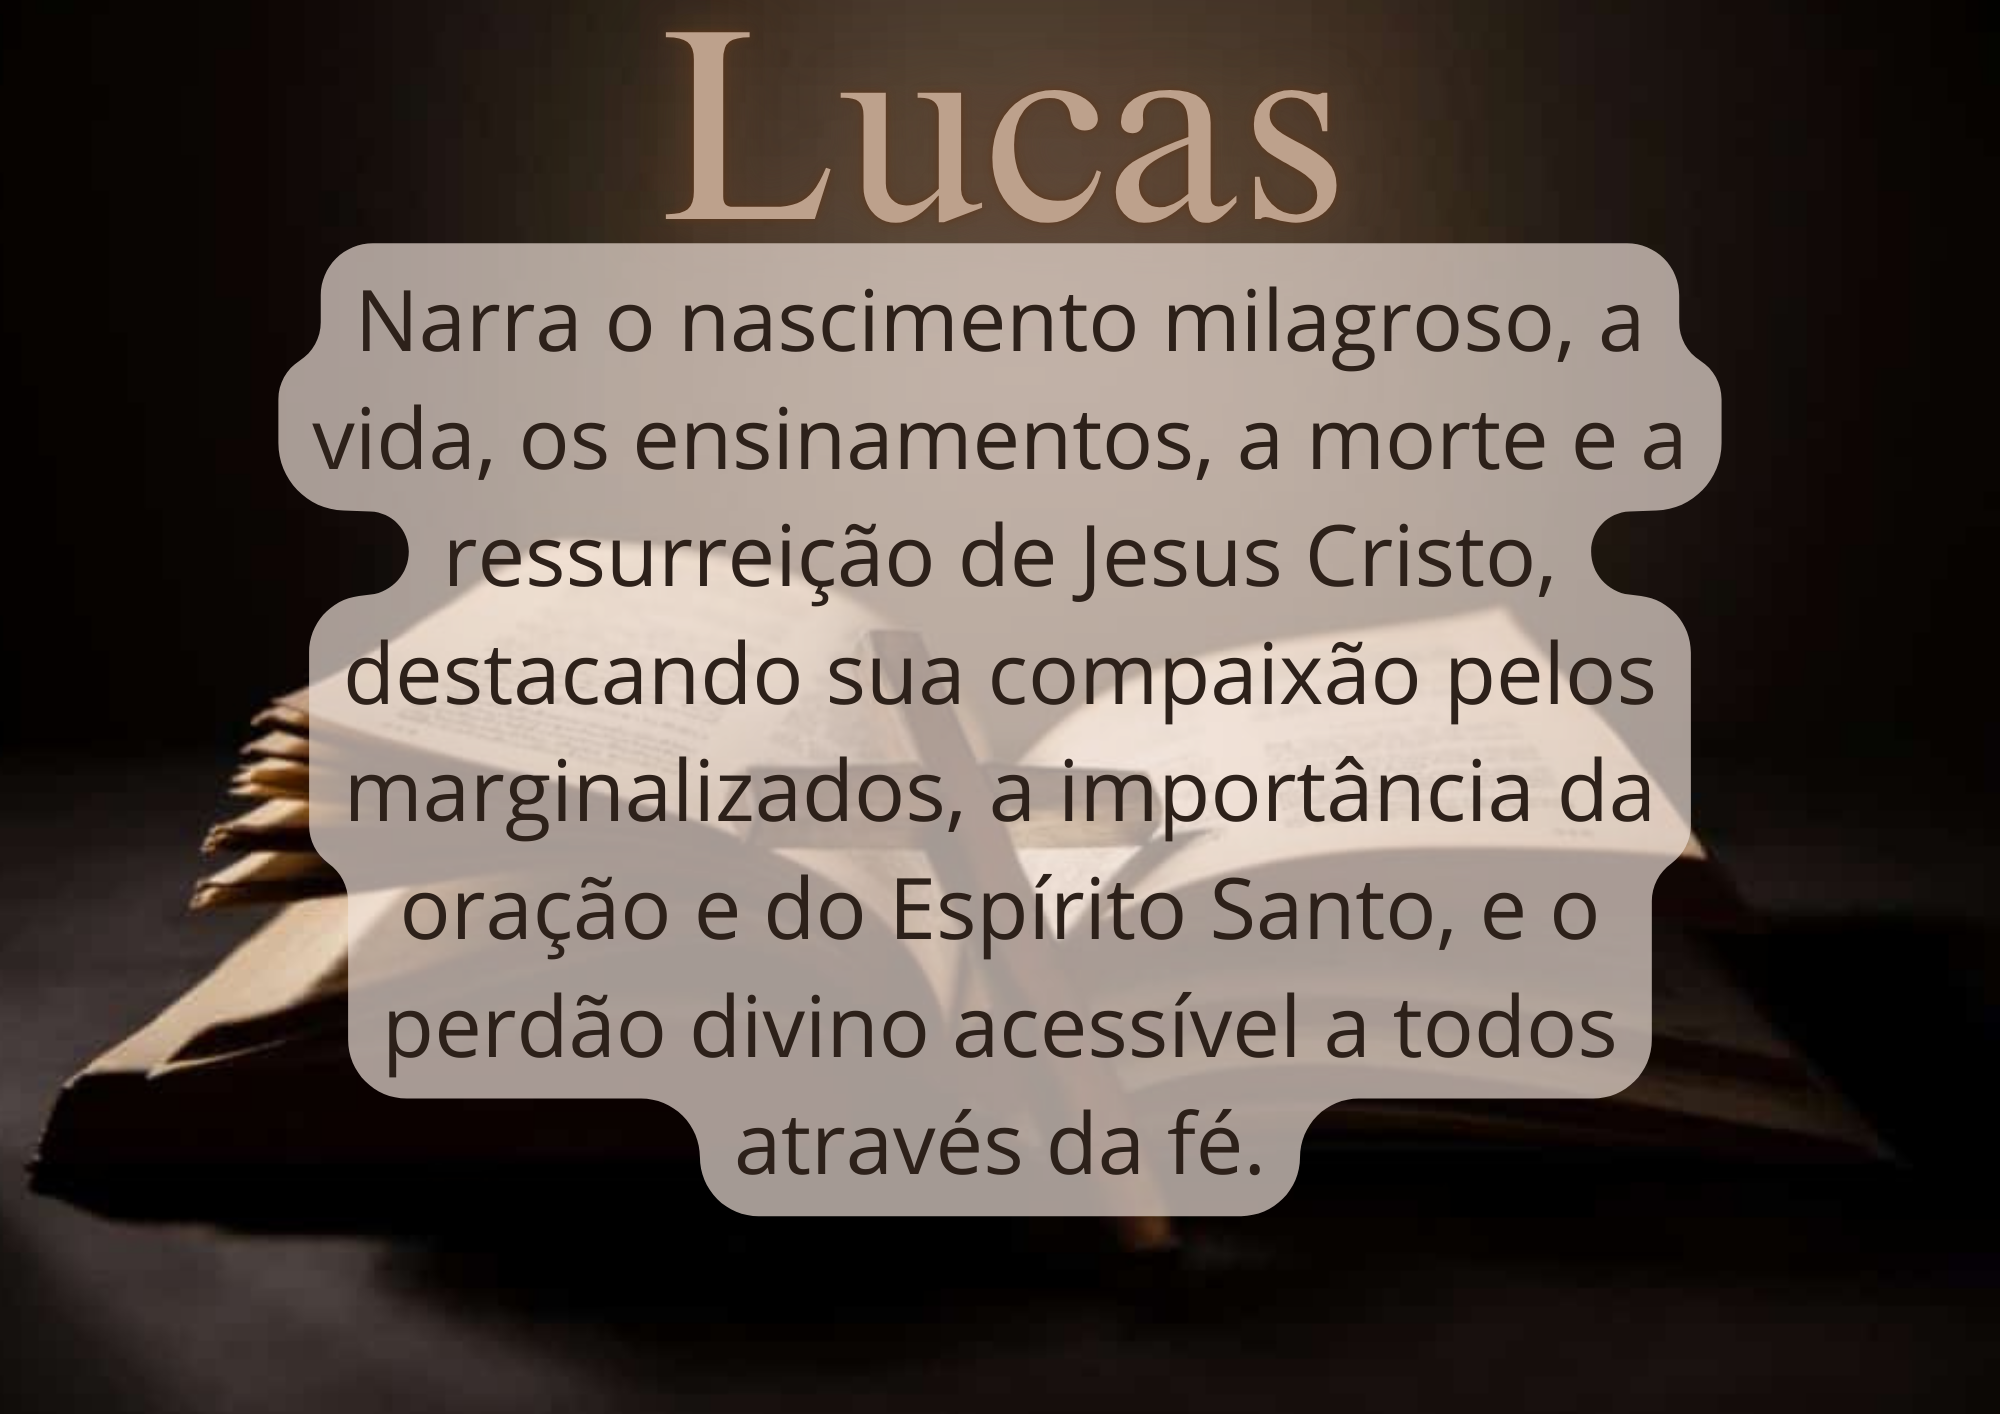 Lucas
Narra o nascimento milagroso, a
vida, os ensinamentos, a morte e a
ressurreição de Jesus Cristo,
destacando sua compaixão pelos
marginalizados, a importância da
oração e do Espírito Santo, e o
perdão divino acessível a todos
através da fé.